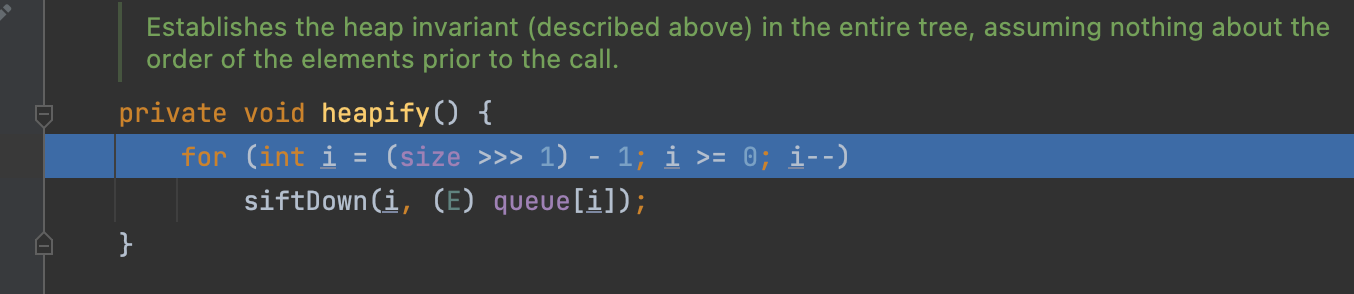 Establishes the heap invariant (described above) in the entire tree, assuming nothing about the
order of the elements prior to the call.
private void heapify() {
for (int i = (size >>> 1) - 1; i >= 0; i--)
siftDown(i, (E) queue[i]);
}